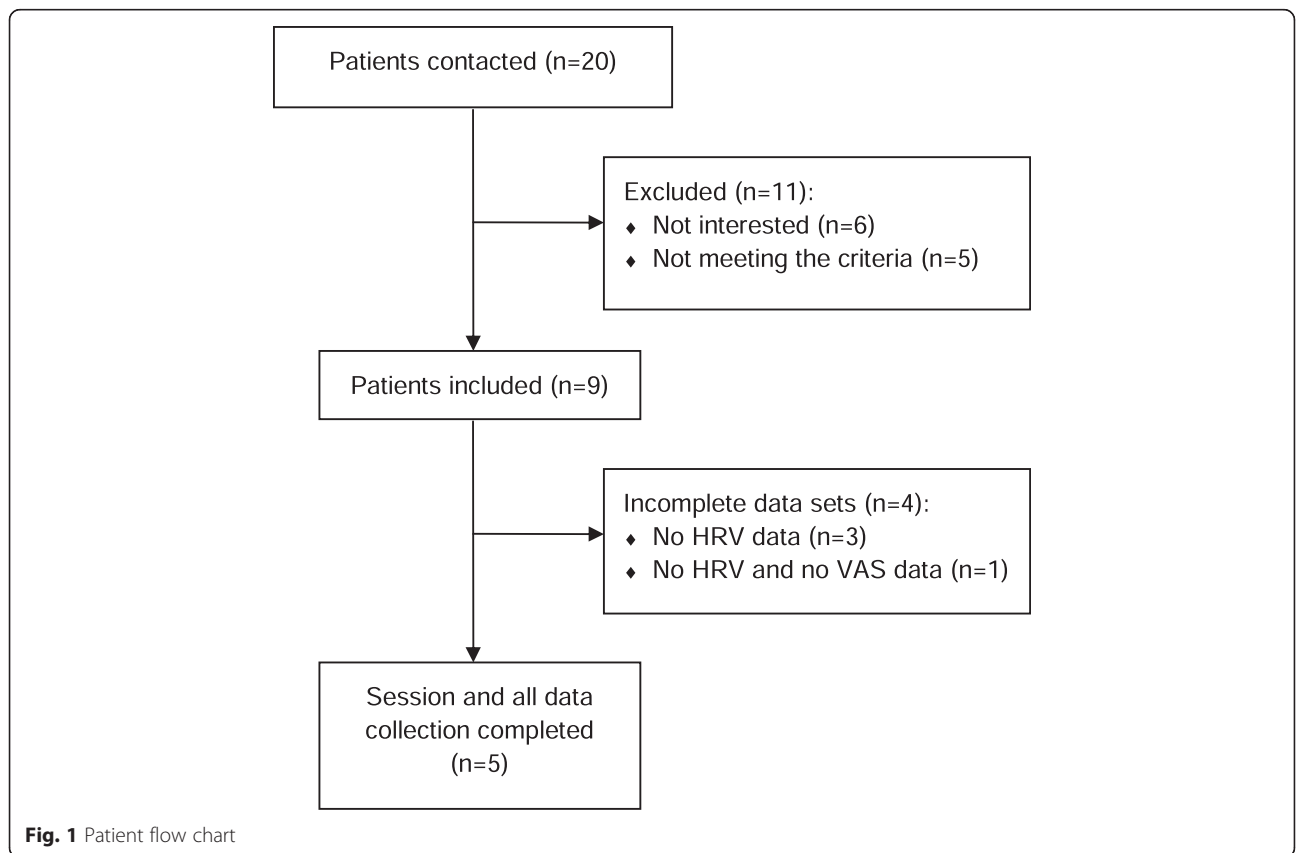 Patients contacted (n=20)
Excluded (n=11):
♦ Not interested (n=6)
♦ Not meeting the criteria (n=5)
Patients included (n=9)
Incomplete data sets (n=4):
♦ No HRV data (n=3)
♦ No HRV and no VAS data (n=1)
Session and all data
collection completed
(n=5)
Fig. 1 Patient flow chart